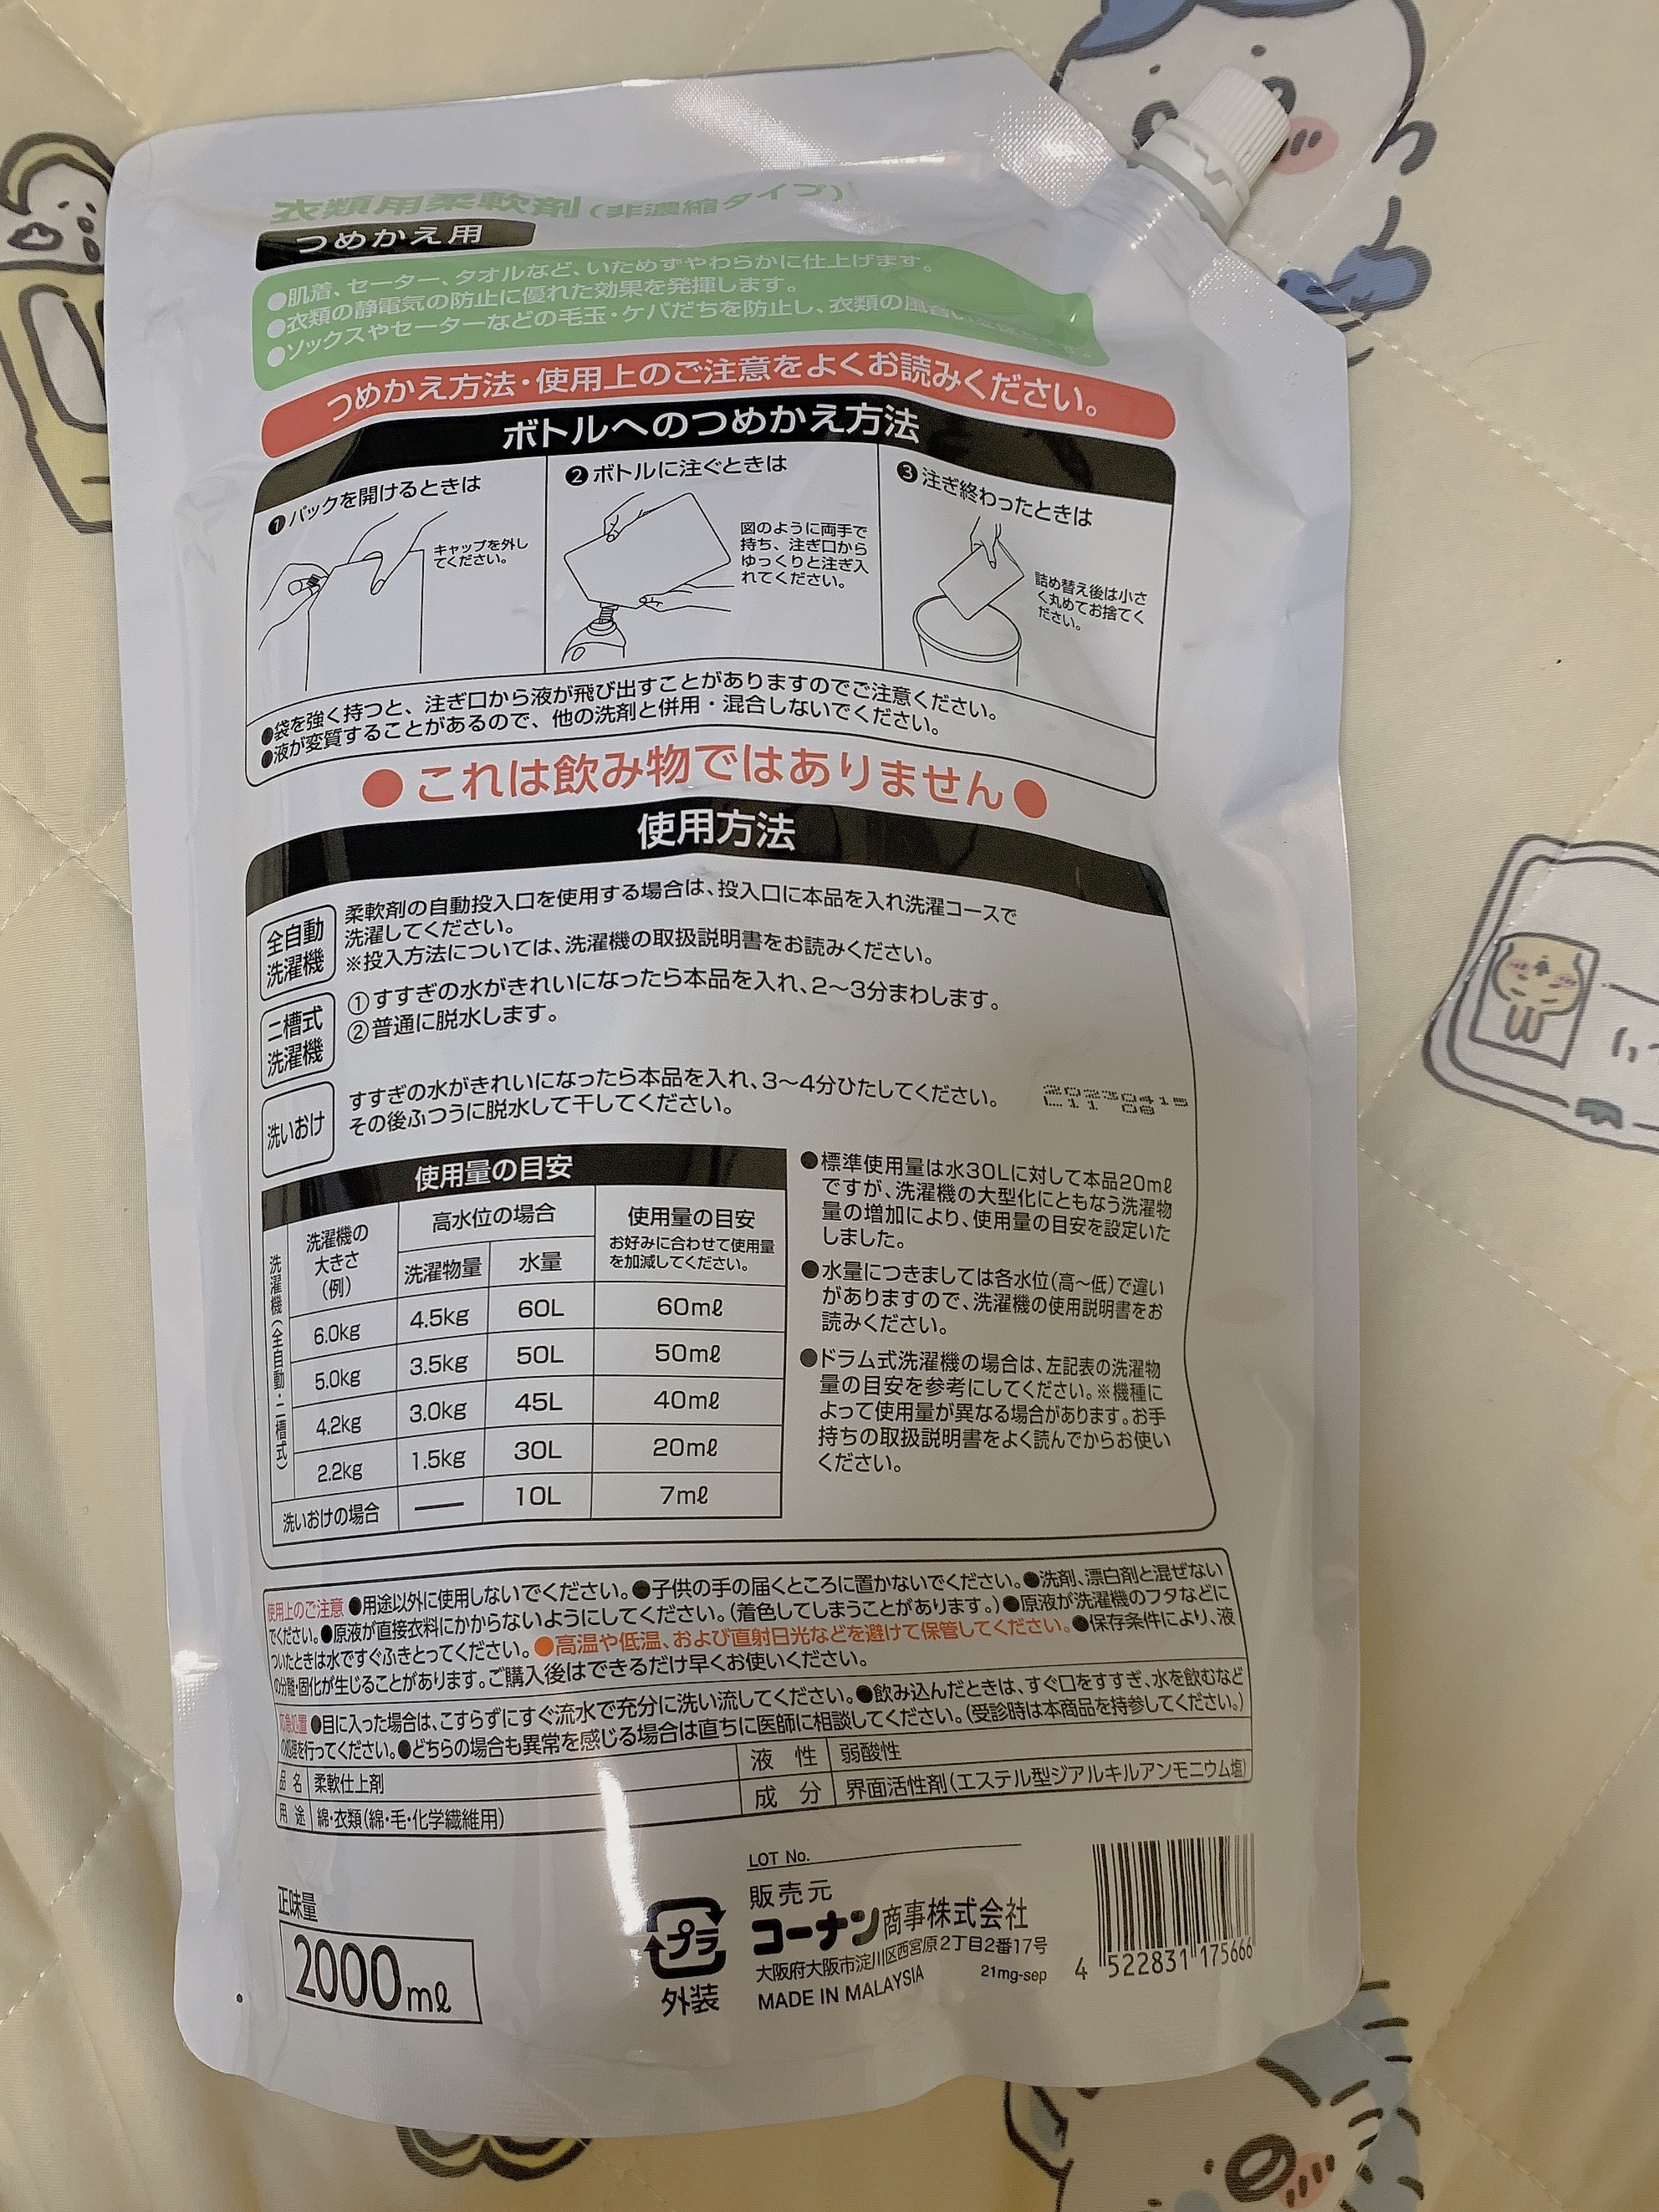 衣類用柔軟剤(非濃縮タイプ)
つめかえ用
●肌着、セーター、タオルなど、いためずやわらかに仕上げます。
●衣類の静電気の防止に優れた効果を発揮します。
●ソックスやセーターなどの毛玉・ケバだちを防止し、衣類の風合い
つめかえ方法・使用上のご注意をよくお読みください。
ボトルへのつめかえ方法
❶パックを開けるときは
キャップを外し
てください。
❷ボトルに注ぐときは
図のように両手で
持ち、注ぎ口から
ゆっくりと注ぎ入
れてください。
❸注ぎ終わったときは
詰め替え後は小さ
く丸めてお捨てく
ださい。
●袋を強く持つと、注ぎ口から液が飛び出すことがありますのでご注意ください。
●液が変質することがあるので、他の洗剤と併用・混合しないでください。
●これは飲み物ではありません●
使用方法
全自動
洗濯機
柔軟剤の自動投入口を使用する場合は、投入口に本品を入れ洗濯コースで
洗濯してください。
※投入方法については、洗濯機の取扱説明書をお読みください。
二槽式
洗濯機
①すすぎの水がきれいになったら本品を入れ、2〜3分まわします。
②普通に脱水します。
洗いおけ
すすぎの水がきれいになったら本品を入れ、3〜4分ひたしてください。
その後ふつうに脱水して干してください。
使用量の目安
洗濯機(全自動・二槽式)
洗濯機の
大きさ
(例)
高水位の場合
洗濯物量 水量
使用量の目安
お好みに合わせて使用量
を加減してください。
6.0kg 4.5kg 60L 60mℓ
5.0kg 3.5kg 50L 50mℓ
4.2kg 3.0kg 45L 40mℓ
2.2kg 1.5kg 30L 20mℓ
洗いおけの場合 — 10L 7mℓ
●標準使用量は水30Lに対して本品20mℓ
ですが、洗濯機の大型化にともなう洗濯物
量の増加により、使用量の目安を設定いた
しました。
●水量につきましては各水位(高〜低)で違い
がありますので、洗濯機の使用説明書をお
読みください。
●ドラム式洗濯機の場合は、左記表の洗濯物
量の目安を参考にしてください。※機種に
よって使用量が異なる場合があります。お手
持ちの取扱説明書をよく読んでからお使い
ください。
使用上のご注意 ●用途以外に使用しないでください。●子供の手の届くところに置かないでください。●洗剤、漂白剤と混ぜない
でください。●原液が直接衣料にかからないようにしてください。(着色してしまうことがあります。)●原液が洗濯機のフタなどに
ついたときは水ですぐふきとってください。●高温や低温、および直射日光などを避けて保管してください。●保存条件により、液
の分離・固化が生じることがあります。ご購入後はできるだけ早くお使いください。
応急処置 ●目に入った場合は、こすらずにすぐ流水で充分に洗い流してください。●飲み込んだときは、すぐ口をすすぎ、水を飲むなど
の処理を行ってください。●どちらの場合も異常を感じる場合は直ちに医師に相談してください。(受診時は本商品を持参してください。)
品名 柔軟仕上剤
液性 弱酸性
用途 綿・衣類(綿・毛・化学繊維用)
成分 界面活性剤(エステル型ジアルキルアンモニウム塩)
正味量
2000mℓ
プラ
外装
LOT No.
販売元
コーナン商事株式会社
大阪府大阪市淀川区西宮原2丁目2番17号
MADE IN MALAYSIA 21mg-sep
4 522831 175666